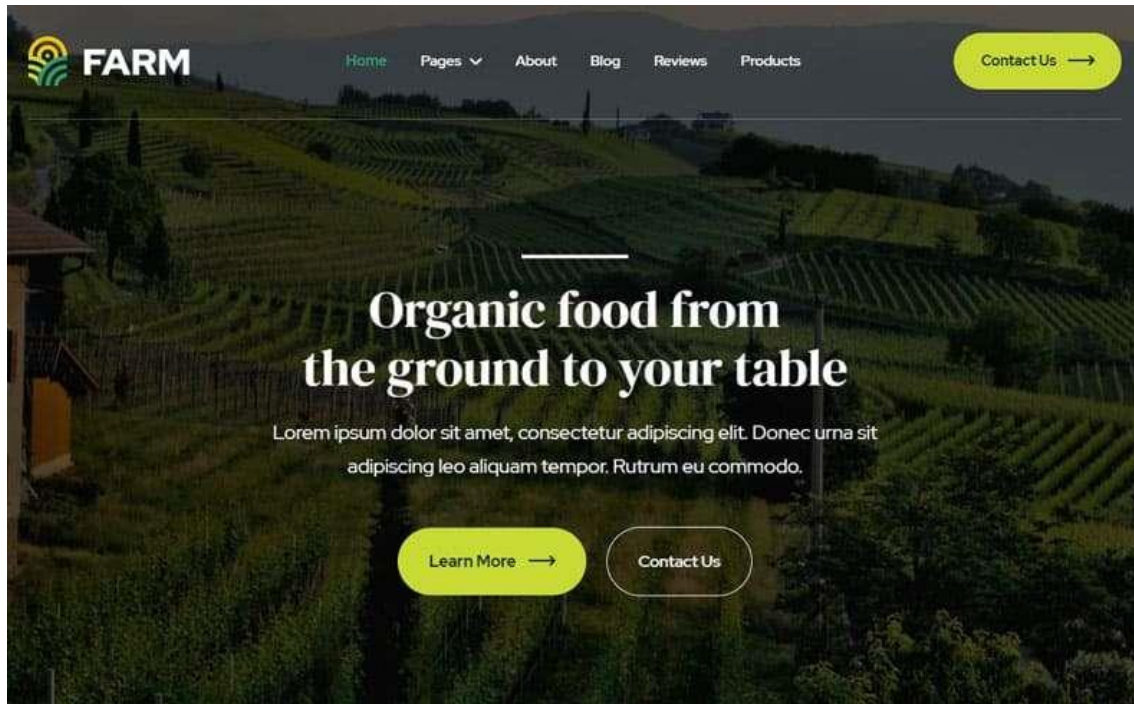 FARM
Home
Pages
About
Blog
Reviews
Products
Contact Us
Organic food from
the ground to your table
Lorem ipsum dolor sit amet, consectetur adipiscing elit. Donec urna sit
adipiscing leo aliquam tempor. Rutrum eu commodo.
Learn More
Contact Us